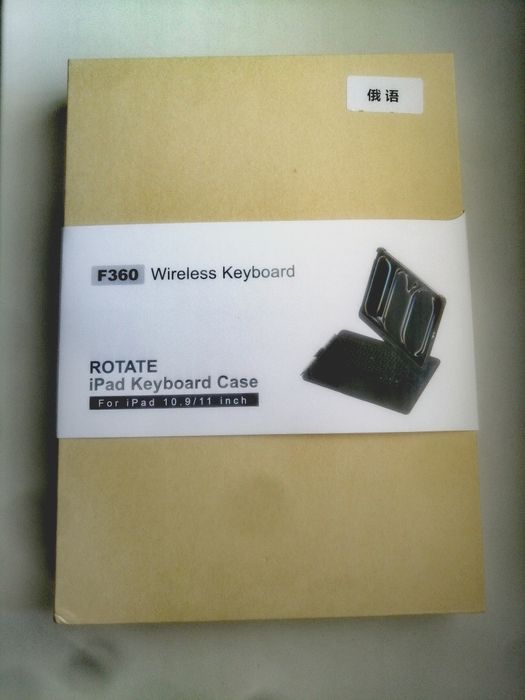 俄语
F360 Wireless Keyboard
ROTATE
iPad Keyboard Case
For iPad 10.9/11 inch